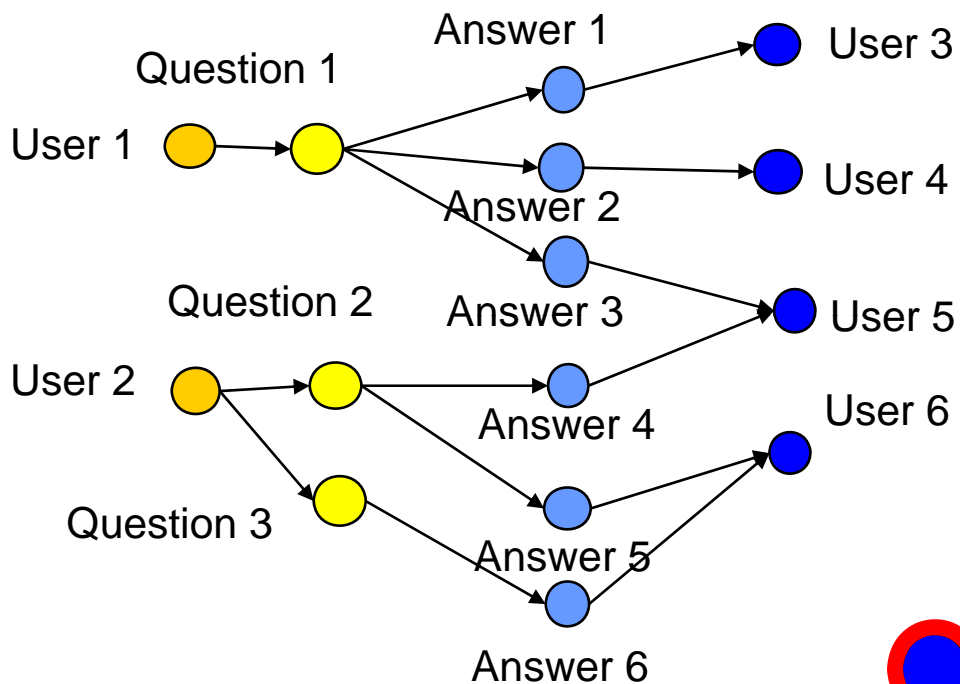 Answer 1
User 3
Question 1
User 1
User 4
Answer 2
Question 2
Answer 3
User 5
User 2
Answer 4
User 6
Question 3
Answer 5
Answer 6